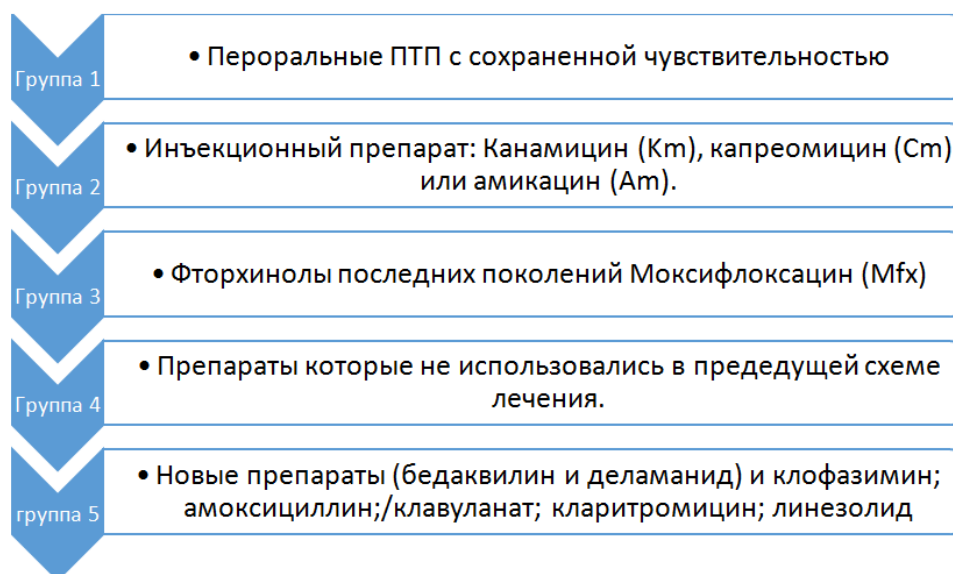 Группа 1
• Пероральные ПТП с сохраненной чувствительностью
Группа 2
• Инъекционный препарат: Канамицин (Km), капреомицин (Cm)
или амикацин (Am).
Группа 3
• Фторхинолы последних поколений Моксифлоксацин (Mfx)
Группа 4
• Препараты которые не использовались в предедущей схеме
лечения.
группа 5
• Новые препараты (бедаквилин и деламанид) и клофазимин;
амоксициллин;/клавуланат; кларитромицин; линезолид